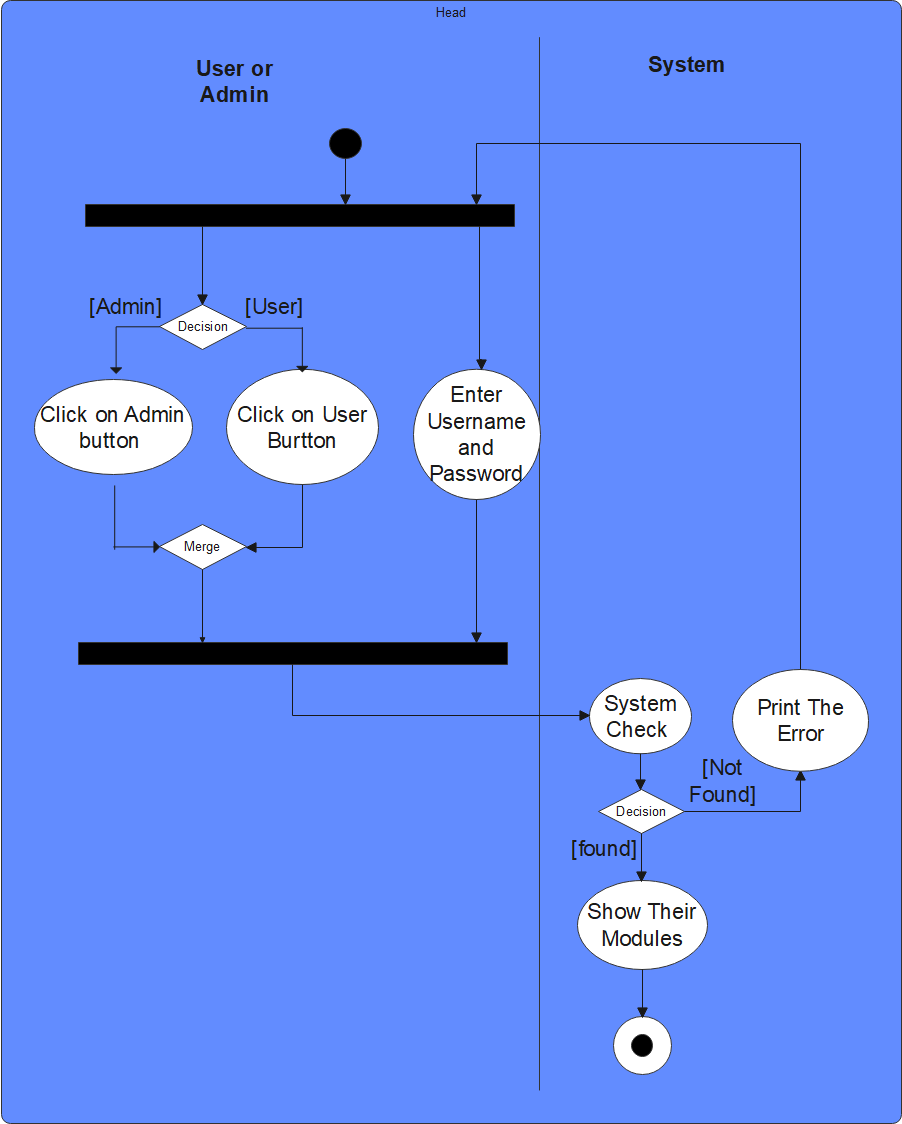 Head
User or
Admin
System
[Admin]
[User]
Decision
Click on Admin
button
Click on User
Burtton
Enter
Username
and
Password
Merge
System
Check
Print The
Error
[Not
Found]
Decision
[found]
Show Their
Modules